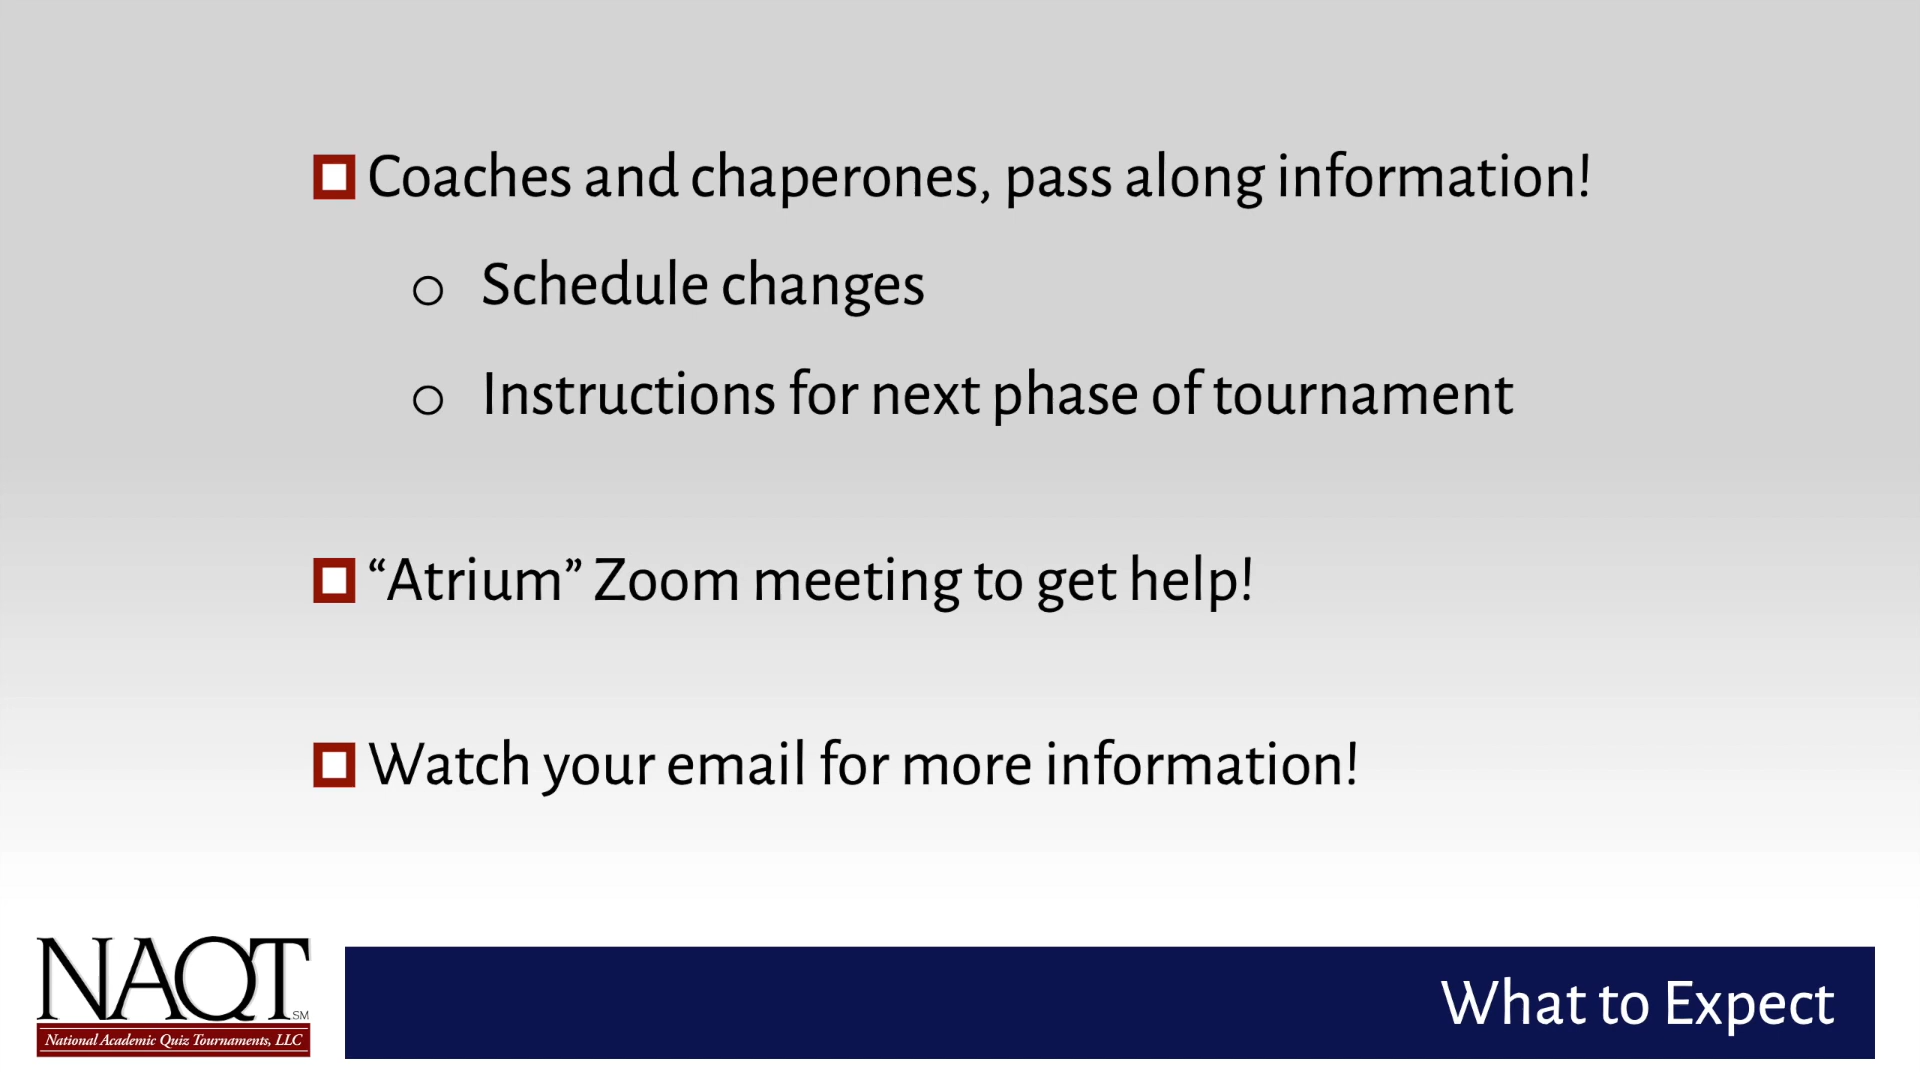 Coaches and chaperones, pass along information!
Schedule changes
Instructions for next phase of tournament
“Atrium” Zoom meeting to get help!
Watch your email for more information!
NAQT SM
National Academic Quiz Tournaments, LLC
What to Expect